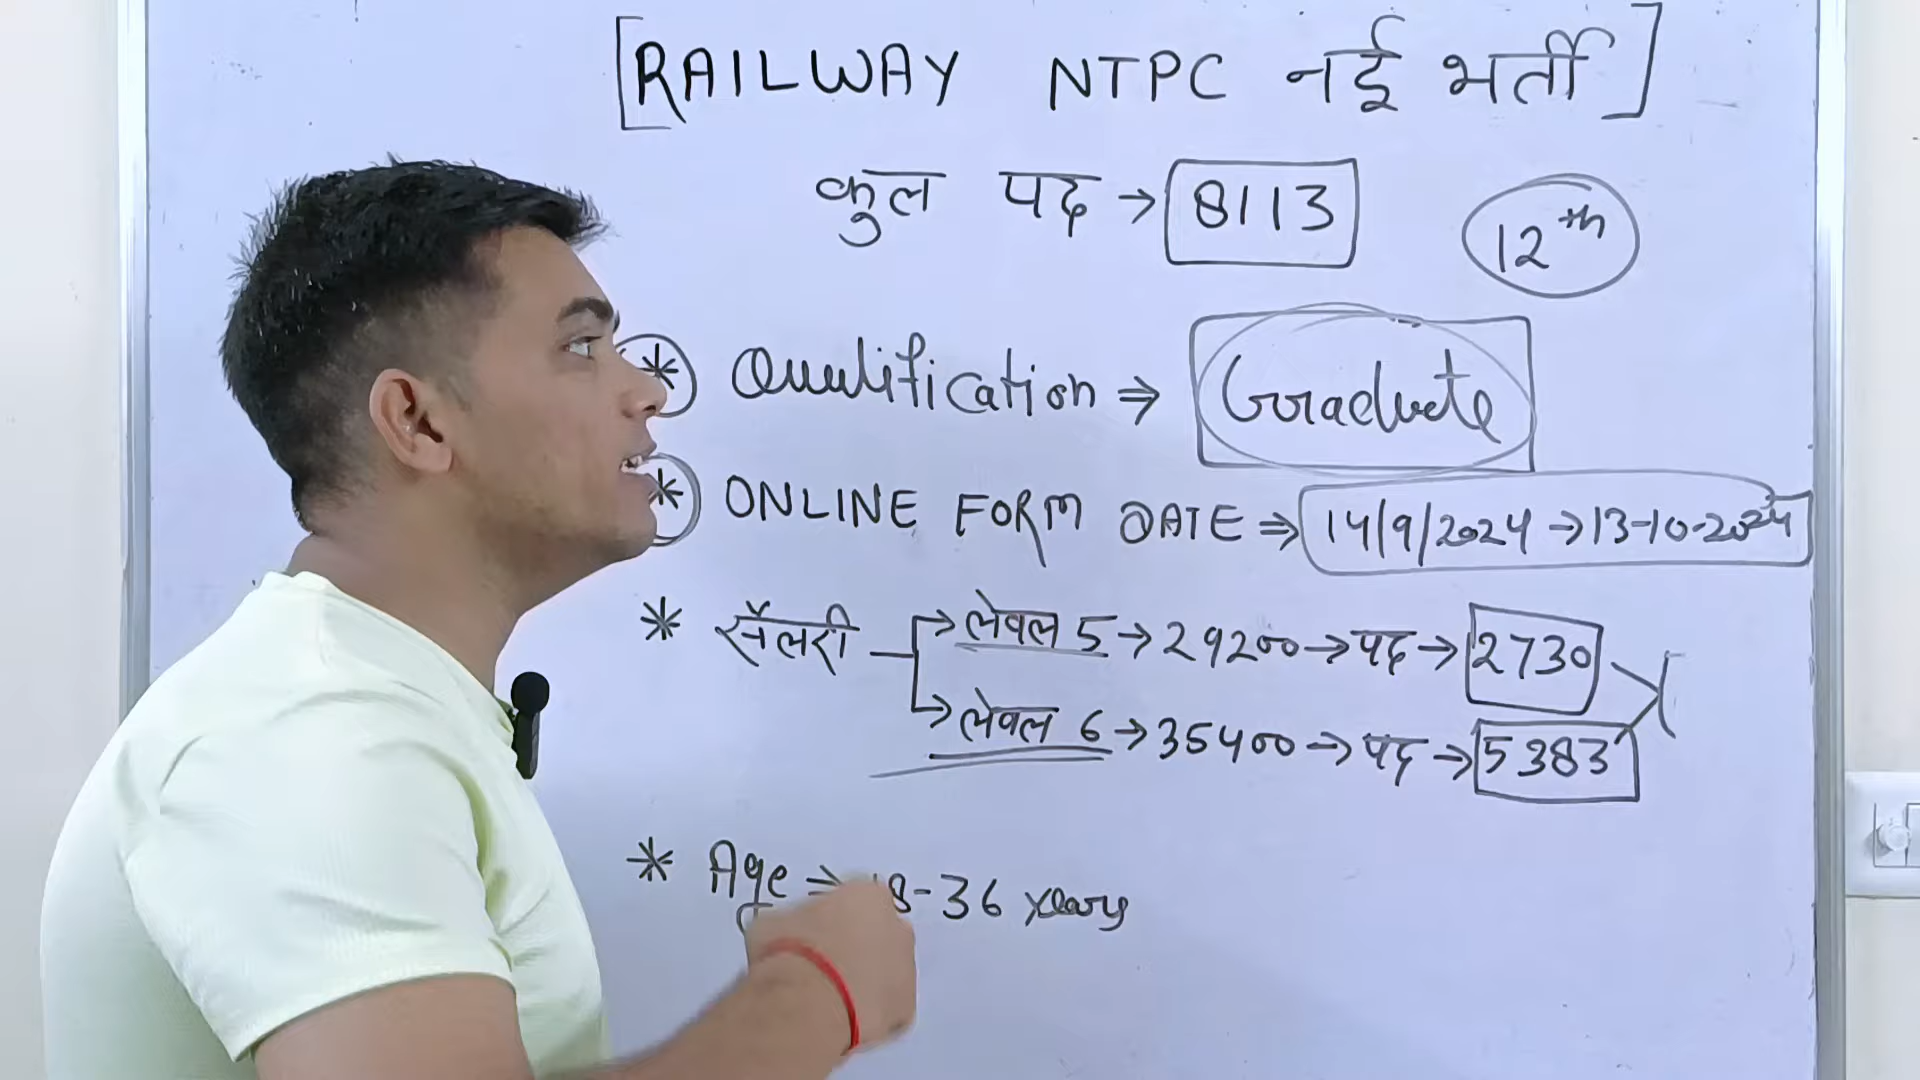 [RAILWAY NTPC नई भर्ती]
कुल पद → 8113
12th
* Qualification ⇒ Graduate
* ONLINE FORM DATE ⇒ 14/9/2024 → 13-10-2024
* सैलरी → लेवल 5 → 29200 → पद → 2730
→ लेवल 6 → 35400 → पद → 5383
* Age ⇒ 18-36 years